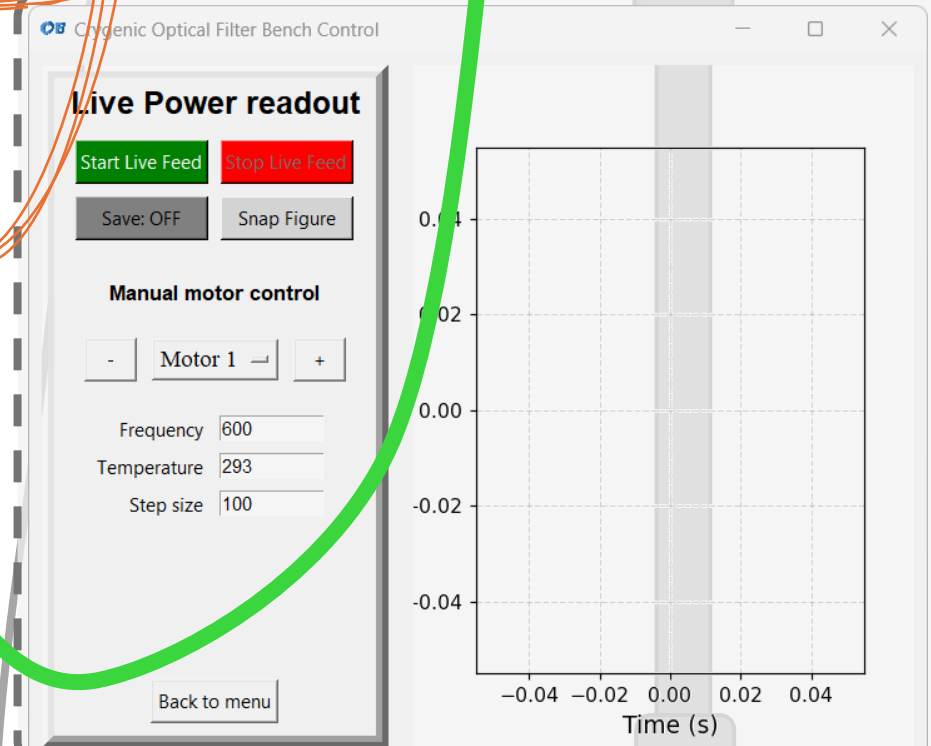 OB Cryogenic Optical Filter Bench Control
Live Power readout
Start Live Feed Stop Live Feed
Save: OFF Snap Figure
Manual motor control
- Motor 1 +
Frequency 600
Temperature 293
Step size 100
Back to menu
0.04
0.02
0.00
-0.02
-0.04
−0.04 −0.02 0.00 0.02 0.04
Time (s)